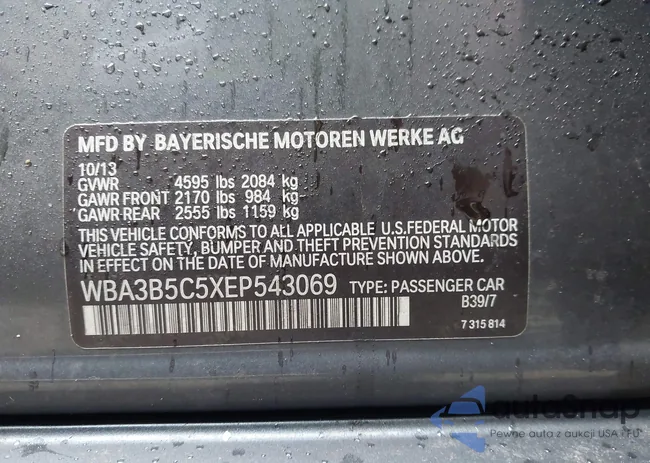 MFD BY BAYERISCHE MOTOREN WERKE AG
10/13
GVWR 4595 lbs 2084 kg
GAWR FRONT 2170 lbs 984 kg
GAWR REAR 2555 lbs 1159 kg
THIS VEHICLE CONFORMS TO ALL APPLICABLE U.S.FEDERAL MOTOR
VEHICLE SAFETY, BUMPER AND THEFT PREVENTION STANDARDS
IN EFFECT ON THE DATE OF MANUFACTURE SHOWN ABOVE.
WBA3B5C5XEP543069 TYPE: PASSENGER CAR
B39/7
7 315 814
autoshop
Pewne auta z aukcji USA i EU